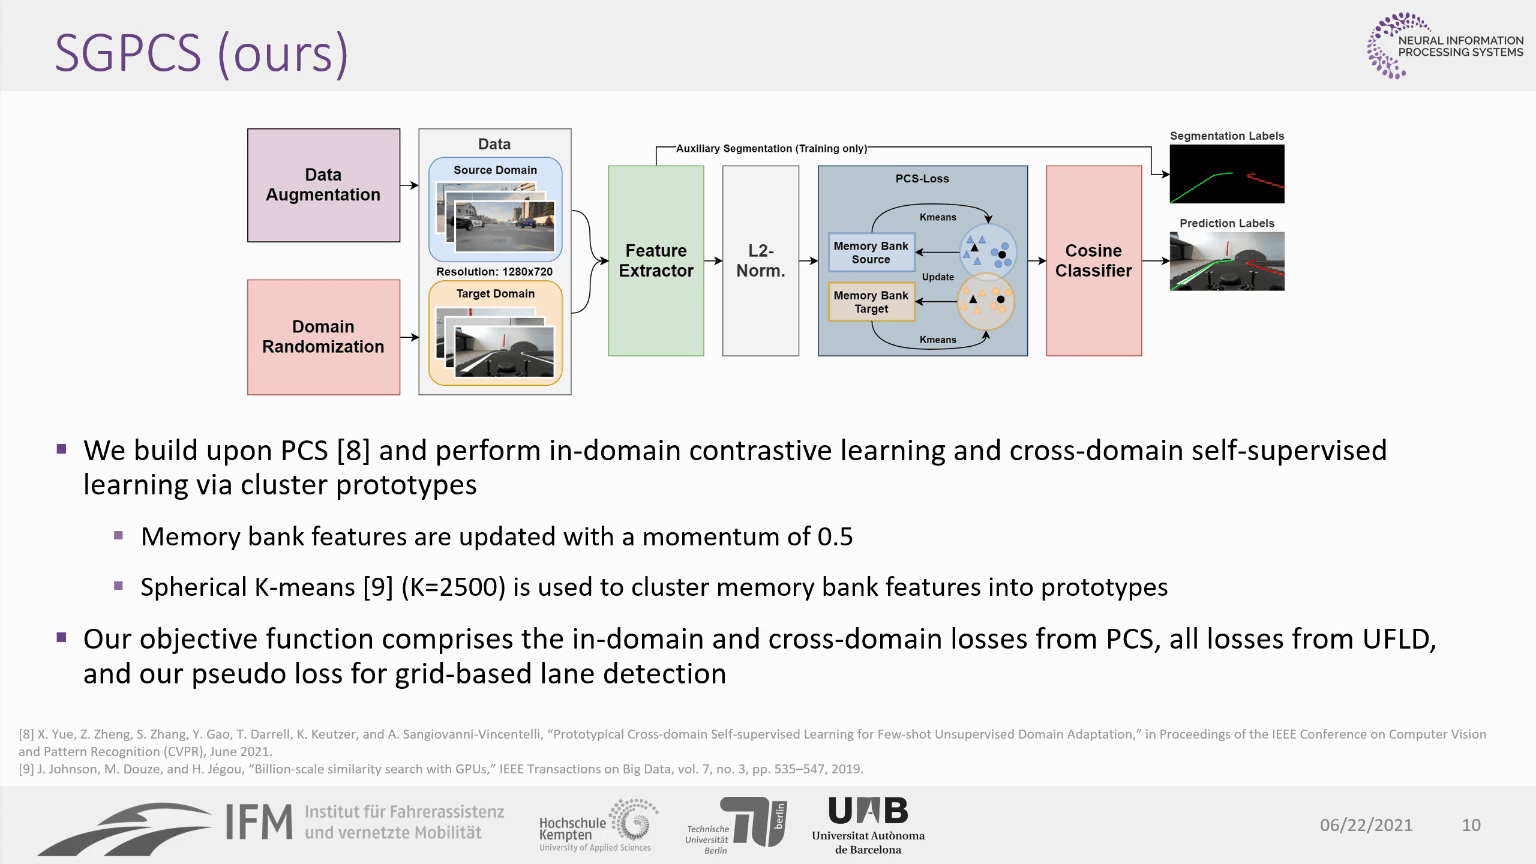 SGPCS (ours)
NEURAL INFORMATION
PROCESSING SYSTEMS
Data
Augmentation
Domain
Randomization
Data
Source Domain
Resolution: 1280x720
Target Domain
Auxiliary Segmentation (Training only)
Feature
Extractor
L2-
Norm.
PCS-Loss
Kmeans
Memory Bank
Source
Update
Memory Bank
Target
Kmeans
Cosine
Classifier
Segmentation Labels
Prediction Labels
▪ We build upon PCS [8] and perform in-domain contrastive learning and cross-domain self-supervised
learning via cluster prototypes
▪ Memory bank features are updated with a momentum of 0.5
▪ Spherical K-means [9] (K=2500) is used to cluster memory bank features into prototypes
▪ Our objective function comprises the in-domain and cross-domain losses from PCS, all losses from UFLD,
and our pseudo loss for grid-based lane detection
[8] X. Yue, Z. Zheng, S. Zhang, Y. Gao, T. Darrell, K. Keutzer, and A. Sangiovanni-Vincentelli, “Prototypical Cross-domain Self-supervised Learning for Few-shot Unsupervised Domain Adaptation,” in Proceedings of the IEEE Conference on Computer Vision
and Pattern Recognition (CVPR), June 2021.
[9] J. Johnson, M. Douze, and H. Jégou, “Billion-scale similarity search with GPUs,” IEEE Transactions on Big Data, vol. 7, no. 3, pp. 535–547, 2019.
IFM
Institut für Fahrerassistenz
und vernetzte Mobilität
Hochschule
Kempten
University of Applied Sciences
Technische
Universität
Berlin
berlin
UAB
Universitat Autònoma
de Barcelona
06/22/2021
10